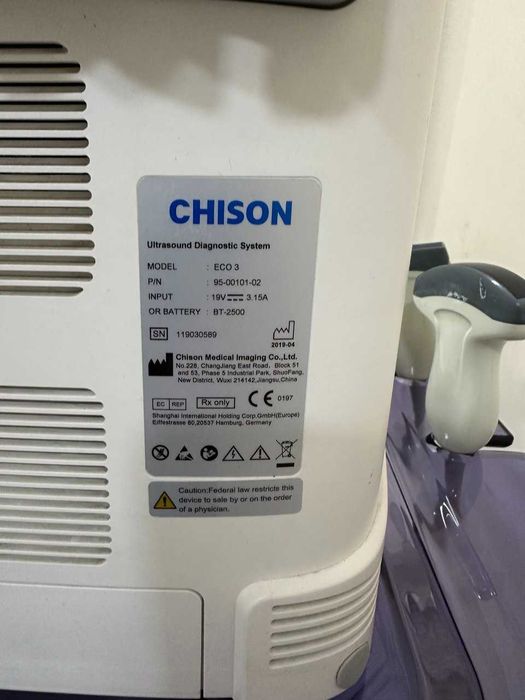 CHISON
Ultrasound Diagnostic System
MODEL : ECO 3
P/N : 95-00101-02
INPUT : 19V 3.15A
OR BATTERY : BT-2500
SN 119030589
2019-04
Chison Medical Imaging Co.,Ltd.
No.228, ChangJiang East Road, Block 51
and 53, Phase 5 Industrial Park, ShuoFang,
New District, Wuxi 214142,Jiangsu,China
EC REP Rx only CE 0197
Shanghai International Holding Corp.GmbH(Europe)
Eiffestrasse 80,20537 Hamburg, Germany
Caution:Federal law restricts this
device to sale by or on the order
of a physician.